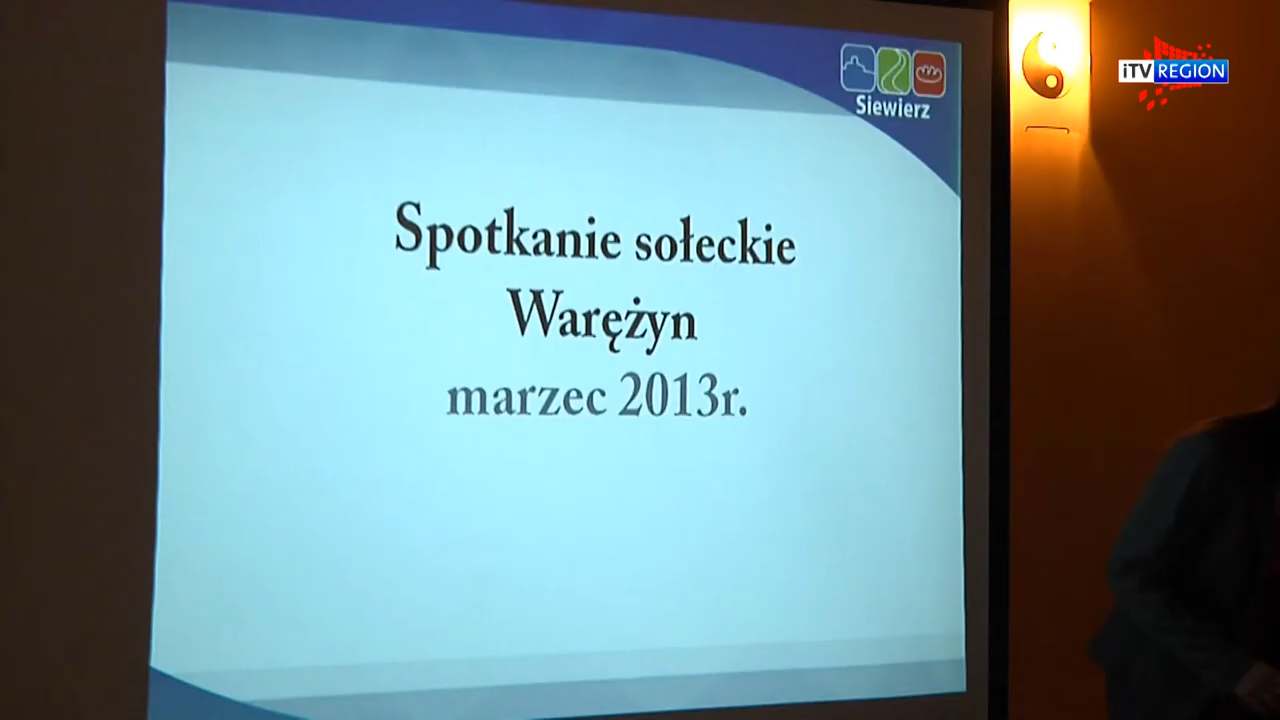 iTV REGION
Siewierz
Spotkanie sołeckie
Warężyn
marzec 2013r.